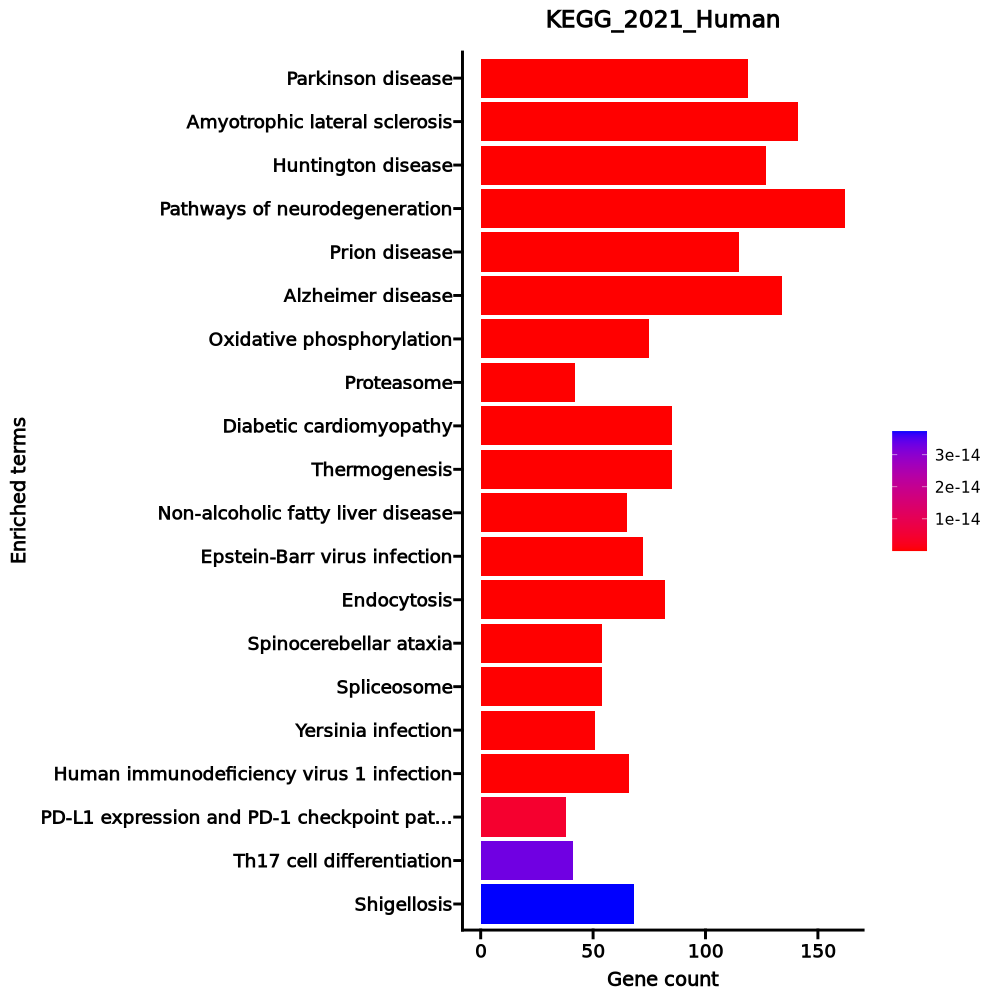 KEGG_2021_Human
Parkinson disease
Amyotrophic lateral sclerosis
Huntington disease
Pathways of neurodegeneration
Prion disease
Alzheimer disease
Oxidative phosphorylation
Proteasome
Diabetic cardiomyopathy
Thermogenesis
Non-alcoholic fatty liver disease
Epstein-Barr virus infection
Endocytosis
Spinocerebellar ataxia
Spliceosome
Yersinia infection
Human immunodeficiency virus 1 infection
PD-L1 expression and PD-1 checkpoint pat...
Th17 cell differentiation
Shigellosis
Enriched terms
0 50 100 150
Gene count
3e-14
2e-14
1e-14